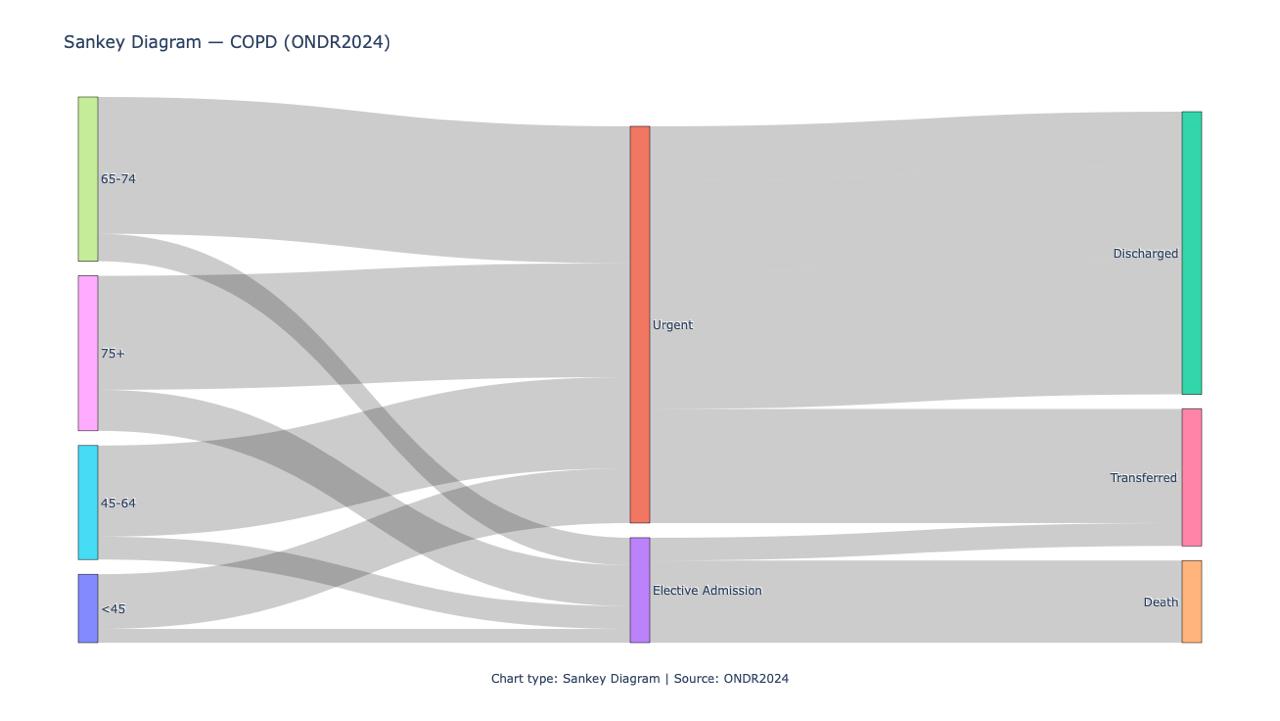 Sankey Diagram — COPD (ONDR2024)
65-74
75+
45-64
<45
Urgent
Elective Admission
Discharged
Transferred
Death
Chart type: Sankey Diagram | Source: ONDR2024